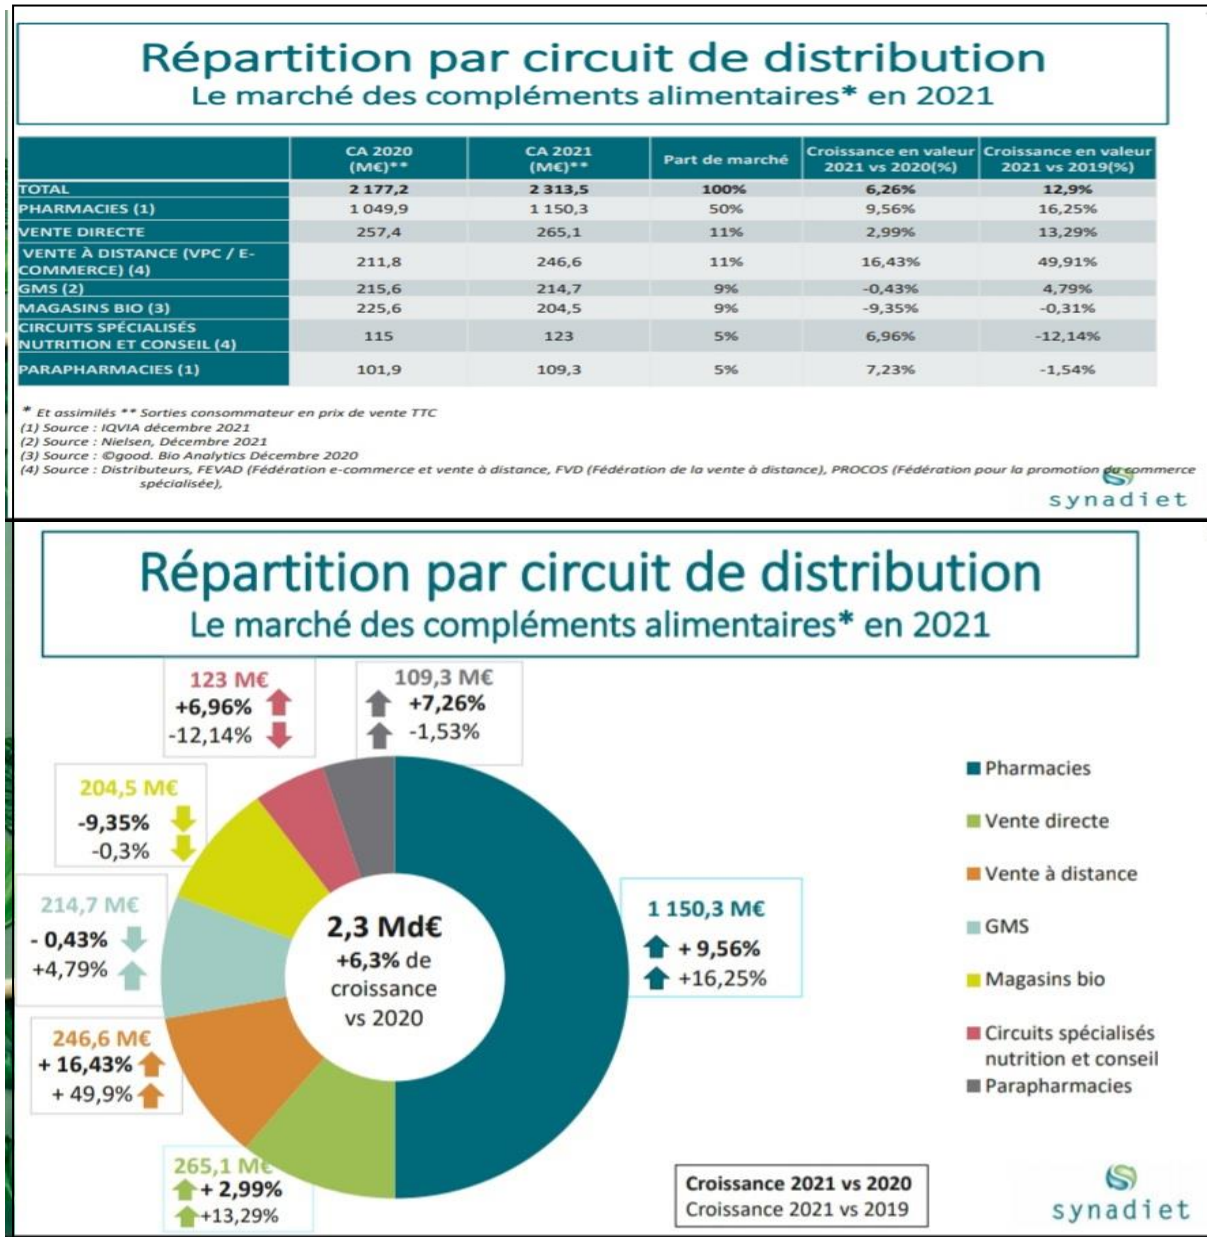 Répartition par circuit de distribution
Le marché des compléments alimentaires* en 2021
CA 2020 (M€)** CA 2021 (M€)** Part de marché Croissance en valeur 2021 vs 2020(%) Croissance en valeur 2021 vs 2019(%)
TOTAL 2 177,2 2 313,5 100% 6,26% 12,9%
PHARMACIES (1) 1 049,9 1 150,3 50% 9,56% 16,25%
VENTE DIRECTE 257,4 265,1 11% 2,99% 13,29%
VENTE À DISTANCE (VPC / E-
COMMERCE) (4) 211,8 246,6 11% 16,43% 49,91%
GMS (2) 215,6 214,7 9% -0,43% 4,79%
MAGASINS BIO (3) 225,6 204,5 9% -9,35% -0,31%
CIRCUITS SPÉCIALISÉS
NUTRITION ET CONSEIL (4) 115 123 5% 6,96% -12,14%
PARAPHARMACIES (1) 101,9 109,3 5% 7,23% -1,54%
* Et assimilés ** Sorties consommateur en prix de vente TTC
(1) Source : IQVIA décembre 2021
(2) Source : Nielsen, Décembre 2021
(3) Source : ©good. Bio Analytics Décembre 2020
(4) Source : Distributeurs, FEVAD (Fédération e-commerce et vente à distance, FVD (Fédération de la vente à distance), PROCOS (Fédération pour la promotion du commerce
spécialisée),
synadiet
Répartition par circuit de distribution
Le marché des compléments alimentaires* en 2021
123 M€
+6,96%
-12,14%
109,3 M€
+7,26%
-1,53%
204,5 M€
-9,35%
-0,3%
214,7 M€
- 0,43%
+4,79%
246,6 M€
+ 16,43%
+ 49,9%
265,1 M€
+ 2,99%
+13,29%
2,3 Md€
+6,3% de
croissance
vs 2020
1 150,3 M€
+ 9,56%
+16,25%
Pharmacies
Vente directe
Vente à distance
GMS
Magasins bio
Circuits spécialisés
nutrition et conseil
Parapharmacies
Croissance 2021 vs 2020
Croissance 2021 vs 2019
synadiet